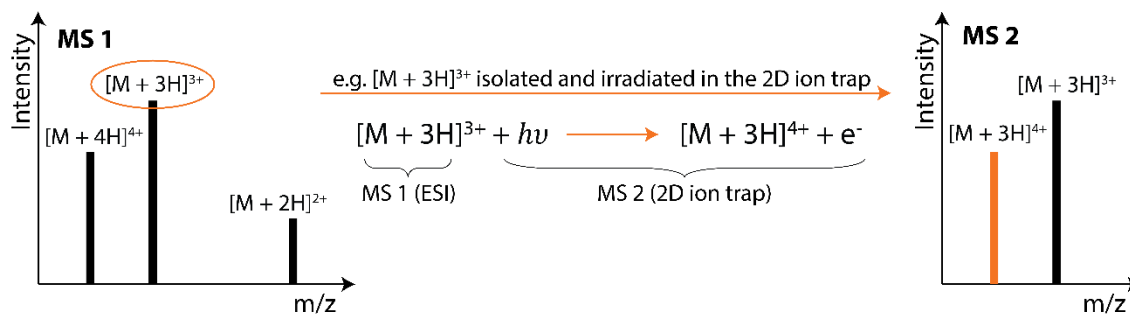 MS 1
Intensity
[M + 3H]³⁺
[M + 4H]⁴⁺
[M + 2H]²⁺
m/z
e.g. [M + 3H]³⁺ isolated and irradiated in the 2D ion trap
[M + 3H]³⁺ + hυ [M + 3H]⁴⁺ + e⁻
MS 1 (ESI) MS 2 (2D ion trap)
MS 2
Intensity
[M + 3H]³⁺
[M + 3H]⁴⁺
m/z